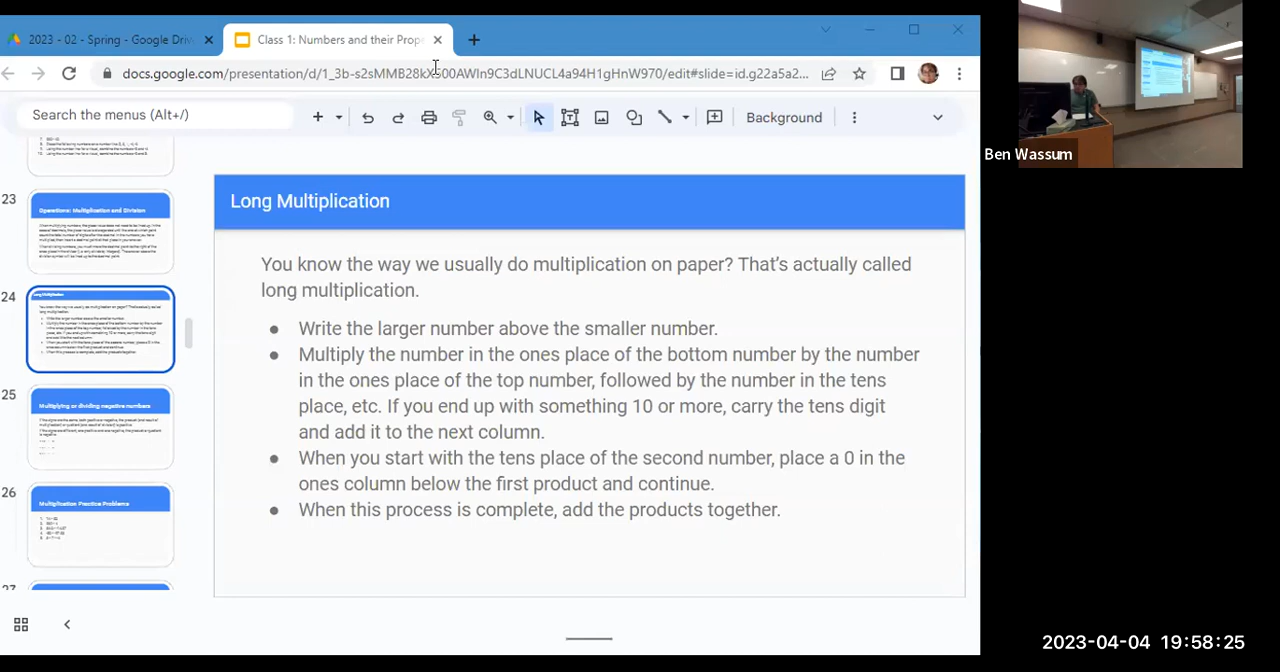 2023 - 02 - Spring - Google Driv
Class 1: Numbers and their Prope
docs.google.com/presentation/d/1_3b-s2sMMB28kX500AWIn9C3dLNUCL4a94H1gHnW970/edit#slide=id.g22a5a2...
Search the menus (Alt+/)
Background
Ben Wassum
23
Operations: Multiplication and Division
24
Long Multiplication
25
Multiplying or dividing negative numbers
26
Multiplication Practice Problems
27
Long Multiplication
You know the way we usually do multiplication on paper? That's actually called
long multiplication.
● Write the larger number above the smaller number.
● Multiply the number in the ones place of the bottom number by the number
in the ones place of the top number, followed by the number in the tens
place, etc. If you end up with something 10 or more, carry the tens digit
and add it to the next column.
● When you start with the tens place of the second number, place a 0 in the
ones column below the first product and continue.
● When this process is complete, add the products together.
2023-04-04 19:58:25